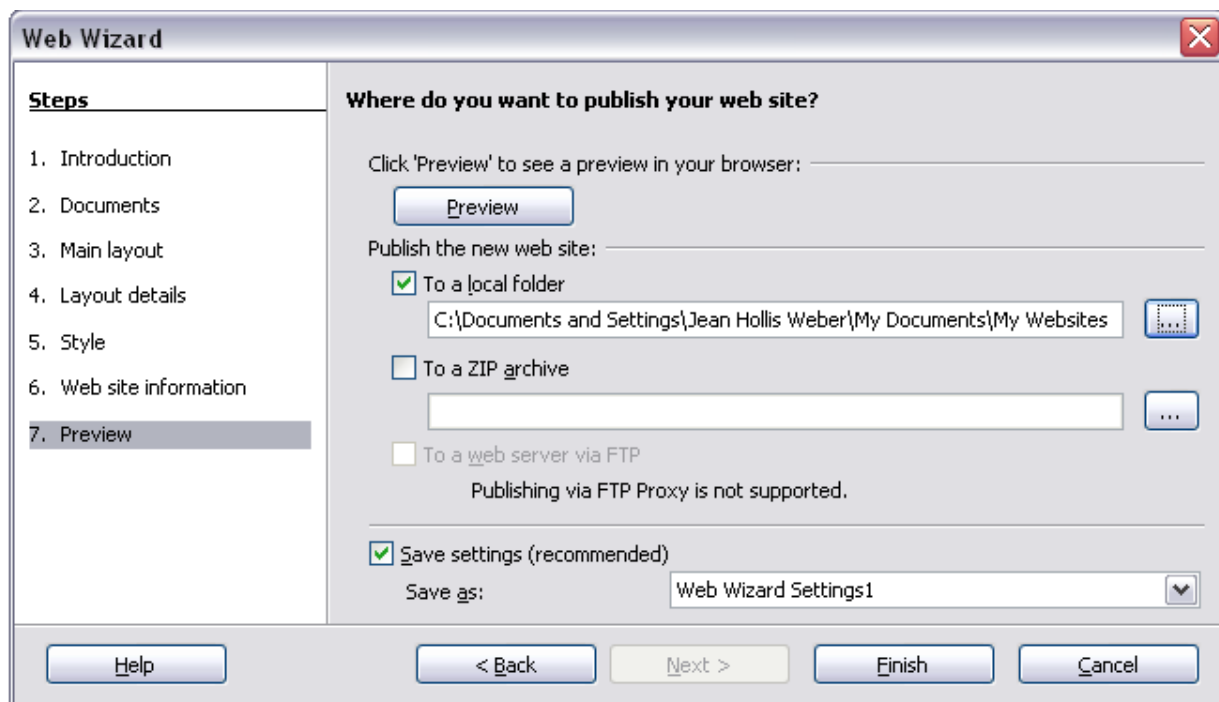 Web Wizard
Steps
1. Introduction
2. Documents
3. Main layout
4. Layout details
5. Style
6. Web site information
7. Preview
Where do you want to publish your web site?
Click 'Preview' to see a preview in your browser:
Preview
Publish the new web site:
To a local folder
C:\Documents and Settings\Jean Hollis Weber\My Documents\My Websites
...
To a ZIP archive
...
To a web server via FTP
Publishing via FTP Proxy is not supported.
Save settings (recommended)
Save as:
Web Wizard Settings1
Help
< Back
Next >
Finish
Cancel